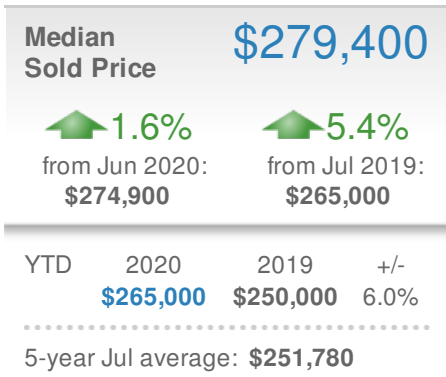 Median
Sold Price
$279,400
1.6%
from Jun 2020:
$274,900
5.4%
from Jul 2019:
$265,000
YTD 2020 2019 +/-
$265,000 $250,000 6.0%
5-year Jul average: $251,780